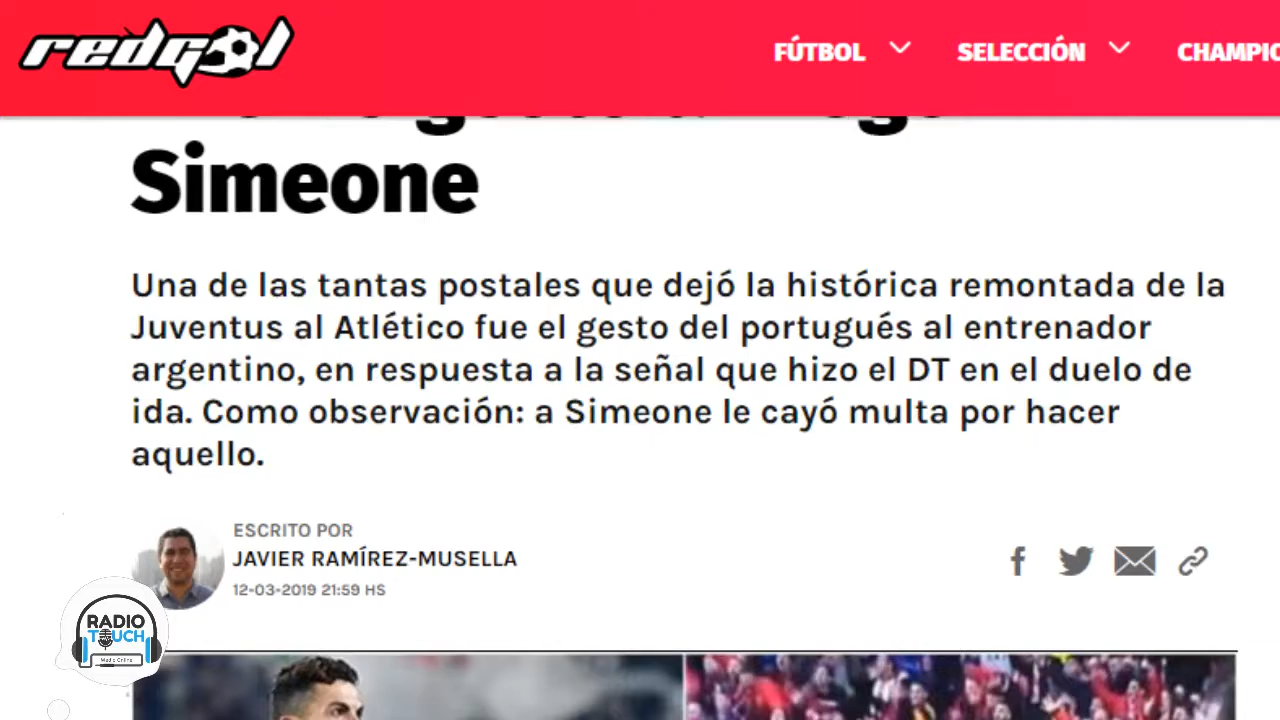 redgol
FÚTBOL SELECCIÓN CHAMPIO
Simeone
Una de las tantas postales que dejó la histórica remontada de la
Juventus al Atlético fue el gesto del portugués al entrenador
argentino, en respuesta a la señal que hizo el DT en el duelo de
ida. Como observación: a Simeone le cayó multa por hacer
aquello.
ESCRITO POR
JAVIER RAMÍREZ-MUSELLA
12-03-2019 21:59 HS
RADIO
TOUCH
Media Online